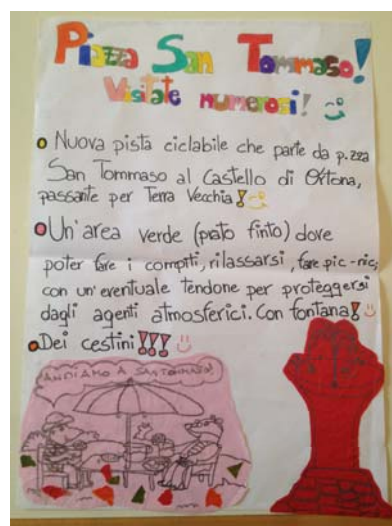 Piazza San Tommaso!
Visitate numerosi!
Nuova pista ciclabile che parte da p.zza
San Tommaso al Castello di Ortona,
passante per Terra Vecchia!
Un'area verde (prato finto) dove
poter fare i compiti, rilassarsi, fare pic-nic,
con un'eventuale tendone per proteggersi
dagli agenti atmosferici. Con fontana!
Dei cestini!!!
ANDIAMO A SAN TOMMASO!